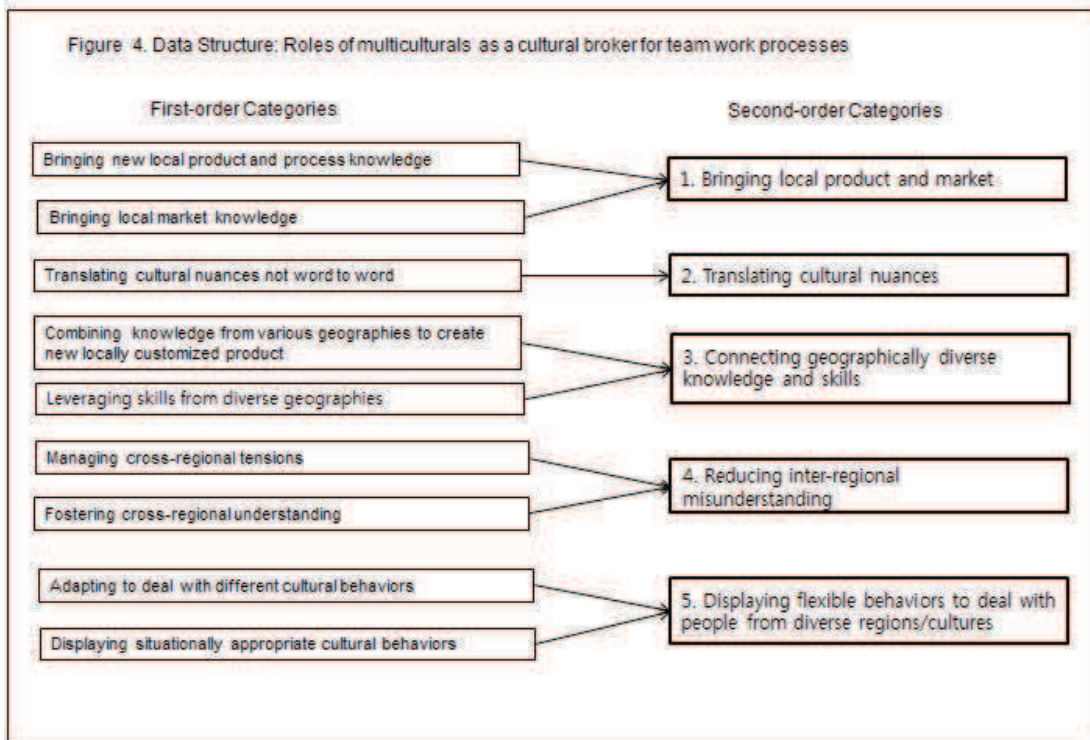 Figure 4. Data Structure: Roles of multiculturals as a cultural broker for team work processes
First-order Categories
Second-order Categories
Bringing new local product and process knowledge
Bringing local market knowledge
1. Bringing local product and market
Translating cultural nuances not word to word
2. Translating cultural nuances
Combining knowledge from various geographies to create
new locally customized product
Leveraging skills from diverse geographies
3. Connecting geographically diverse
knowledge and skills
Managing cross-regional tensions
Fostering cross-regional understanding
4. Reducing inter-regional
misunderstanding
Adapting to deal with different cultural behaviors
Displaying situationally appropriate cultural behaviors
5. Displaying flexible behaviors to deal with
people from diverse regions/cultures